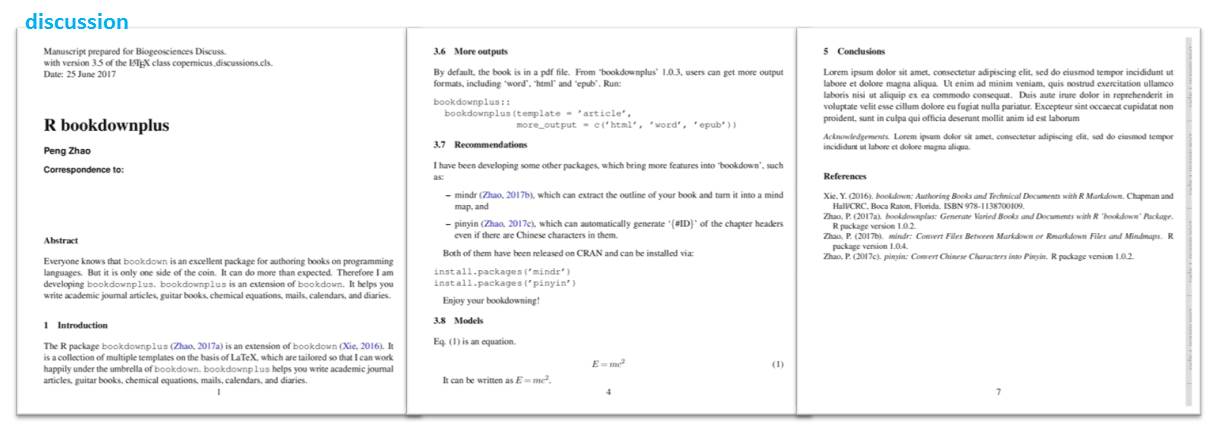 discussion
Manuscript prepared for Biogeosciences Discuss.
with version 3.5 of the LATEX class copernicus_discussions.cls.
Date: 25 June 2017
R bookdownplus
Peng Zhao
Correspondence to:
Abstract
Everyone knows that bookdown is an excellent package for authoring books on programming
languages. But it is only one side of the coin. It can do more than expected. Therefore I am
developing bookdownplus. bookdownplus is an extension of bookdown. It helps you
write academic journal articles, guitar books, chemical equations, mails, calendars, and diaries.
1 Introduction
The R package bookdownplus (Zhao, 2017a) is an extension of bookdown (Xie, 2016). It
is a collection of multiple templates on the basis of LaTeX, which are tailored so that I can work
happily under the umbrella of bookdown. bookdownplus helps you write academic journal
articles, guitar books, chemical equations, mails, calendars, and diaries.
1
3.6 More outputs
By default, the book is in a pdf file. From 'bookdownplus' 1.0.3, users can get more output
formats, including 'word', 'html' and 'epub'. Run:
bookdownplus::
bookdownplus(template = 'article',
more_output = c('html', 'word', 'epub'))
3.7 Recommendations
I have been developing some other packages, which bring more features into 'bookdown', such
as:
– mindr (Zhao, 2017b), which can extract the outline of your book and turn it into a mind
map, and
– pinyin (Zhao, 2017c), which can automatically generate '{#ID}' of the chapter headers
even if there are Chinese characters in them.
Both of them have been released on CRAN and can be installed via:
install.packages('mindr')
install.packages('pinyin')
Enjoy your bookdowning!
3.8 Models
Eq. (1) is an equation.
E = mc² (1)
It can be written as E = mc².
4
5 Conclusions
Lorem ipsum dolor sit amet, consectetur adipiscing elit, sed do eiusmod tempor incididunt ut
labore et dolore magna aliqua. Ut enim ad minim veniam, quis nostrud exercitation ullamco
laboris nisi ut aliquip ex ea commodo consequat. Duis aute irure dolor in reprehenderit in
voluptate velit esse cillum dolore eu fugiat nulla pariatur. Excepteur sint occaecat cupidatat non
proident, sunt in culpa qui officia deserunt mollit anim id est laborum
Acknowledgements. Lorem ipsum dolor sit amet, consectetur adipiscing elit, sed do eiusmod tempor
incididunt ut labore et dolore magna aliqua.
References
Xie, Y. (2016). bookdown: Authoring Books and Technical Documents with R Markdown. Chapman and
Hall/CRC, Boca Raton, Florida. ISBN 978-1138700109.
Zhao, P. (2017a). bookdownplus: Generate Varied Books and Documents with R 'bookdown' Package.
R package version 1.0.2.
Zhao, P. (2017b). mindr: Convert Files Between Markdown or Rmarkdown Files and Mindmaps. R
package version 1.0.4.
Zhao, P. (2017c). pinyin: Convert Chinese Characters into Pinyin. R package version 1.0.2.
7